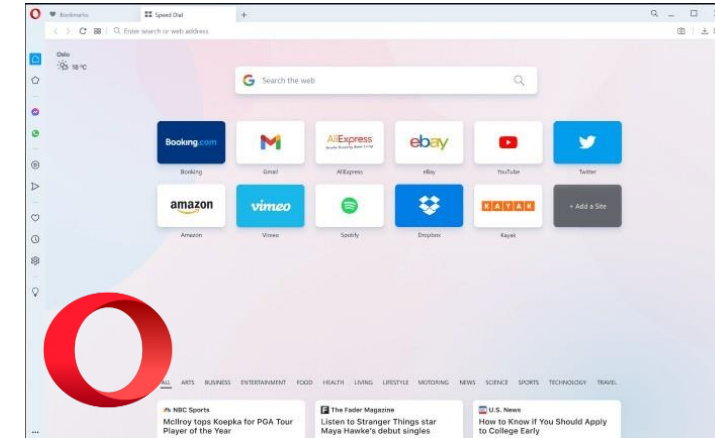 Bookmarks
Speed Dial
Enter search or web address
Oslo
18 °C
Search the web
Booking.com
AliExpress
ebay
Booking
Gmail
AliExpress
eBay
YouTube
Twitter
amazon
vimeo
KAYAK
+ Add a Site
Amazon
Vimeo
Spotify
Dropbox
Kayak
ALL ARTS BUSINESS ENTERTAINMENT FOOD HEALTH LIVING LIFESTYLE MOTORING NEWS SCIENCE SPORTS TECHNOLOGY TRAVEL
NBC Sports
McIlroy tops Koepka for PGA Tour
Player of the Year
The Fader Magazine
Listen to Stranger Things star
Maya Hawke's debut singles
U.S. News
How to Know if You Should Apply
to College Early